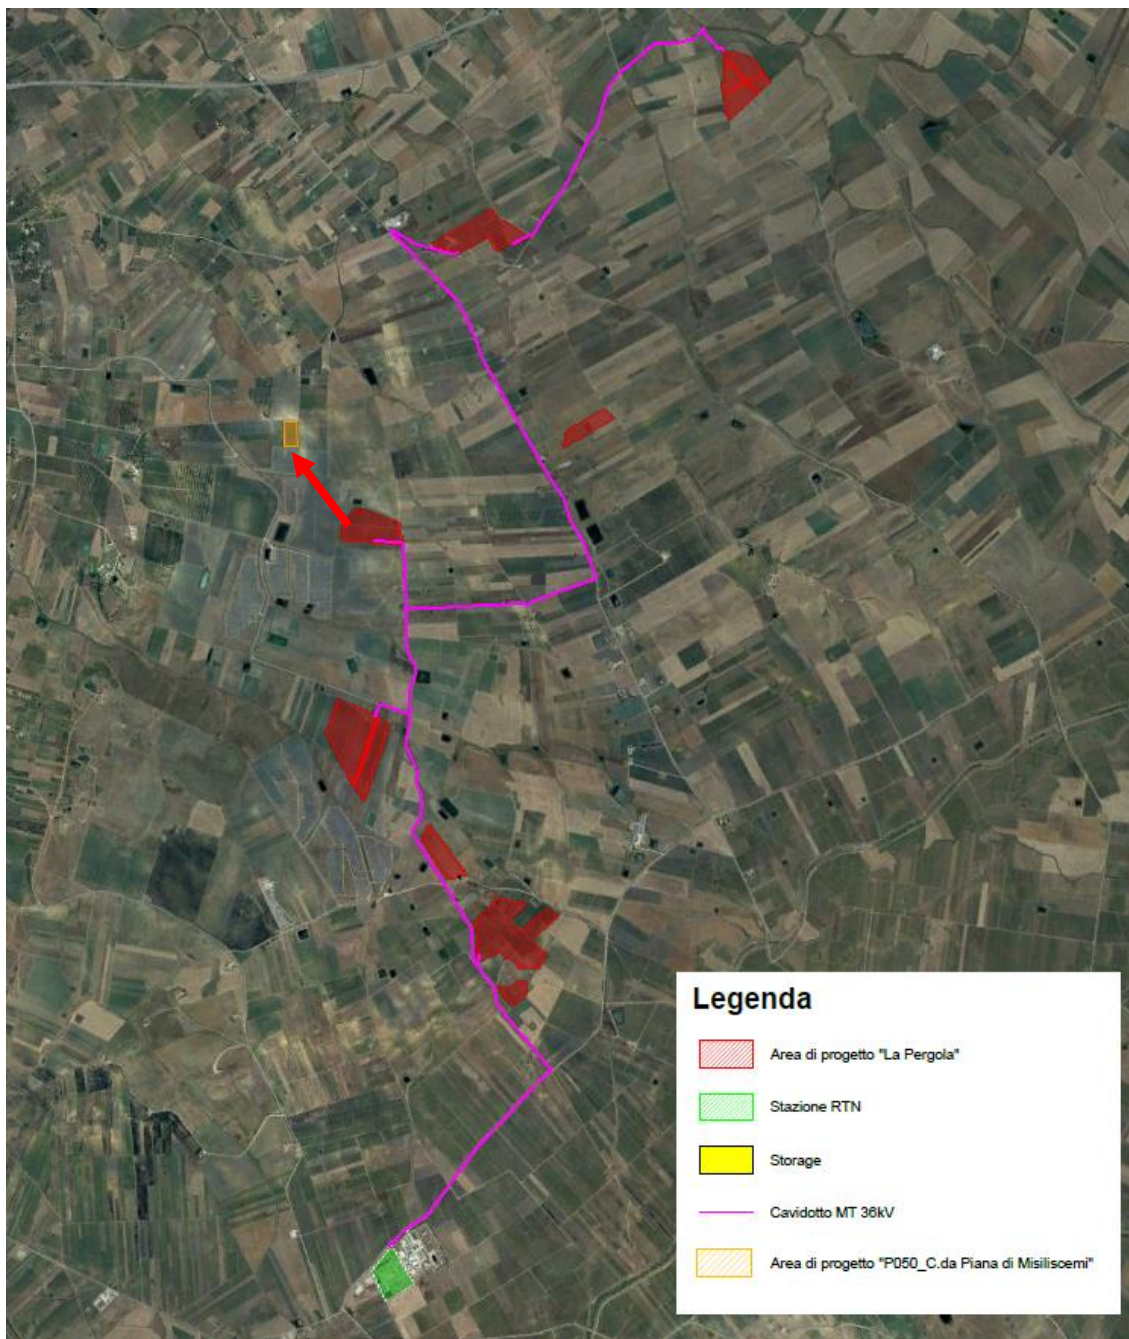 Legenda
Area di progetto "La Pergola"
Stazione RTN
Storage
Cavidotto MT 36kV
Area di progetto "P050_C.da Piana di Misiliscemi"